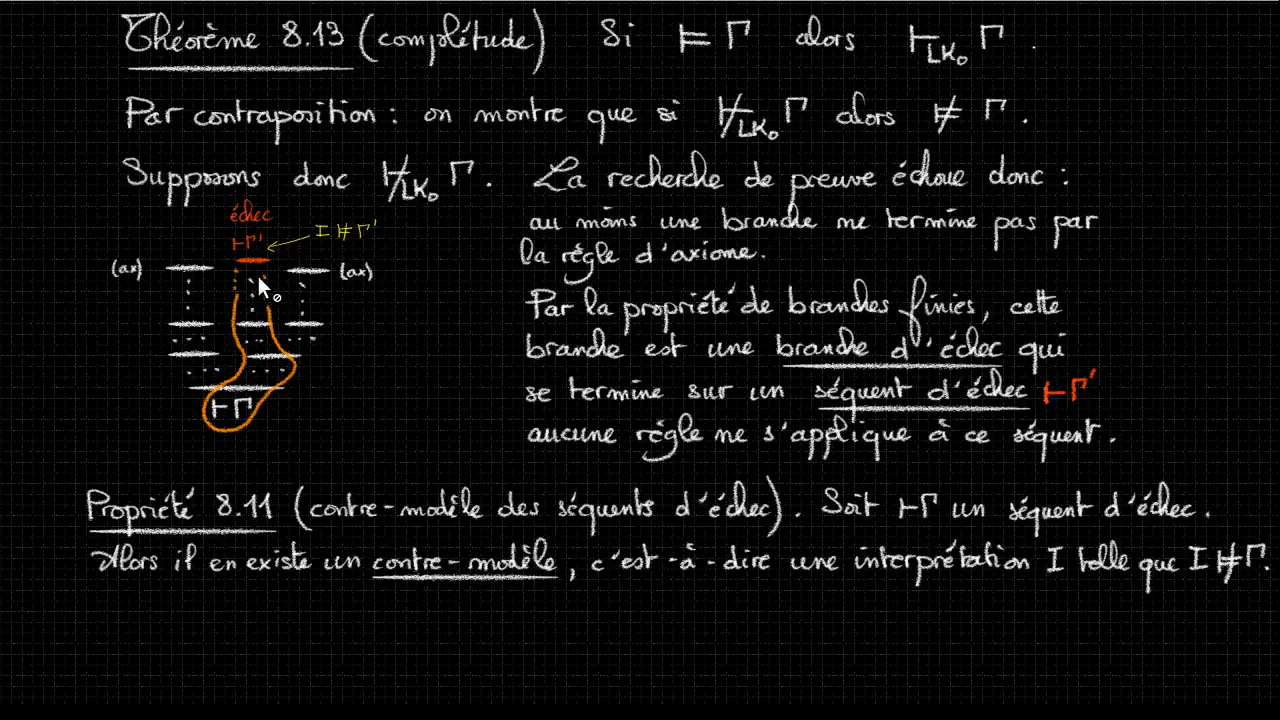 Théorème 8.13 (complétude) Si ⊨ Γ alors ⊢LK₀ Γ .
Par contraposition : on montre que si ⊬LK₀ Γ alors ⊭ Γ .
Supposons donc ⊬LK₀ Γ . La recherche de preuve échoue donc :
au moins une branche ne termine pas par
la règle d'axiome.
Par la propriété de branches finies, cette
branche est une branche d'échec qui
se termine sur un séquent d'échec ⊢Γ'
aucune règle ne s'applique à ce séquent .
échec
⊢Γ'
I ⊭ Γ'
(ax)
(ax)
⊢Γ
Propriété 8.11 (contre-modèle des séquents d'échec) . Soit ⊢Γ un séquent d'échec .
Alors il en existe un contre-modèle , c'est-à-dire une interprétation I telle que I ⊭ Γ.